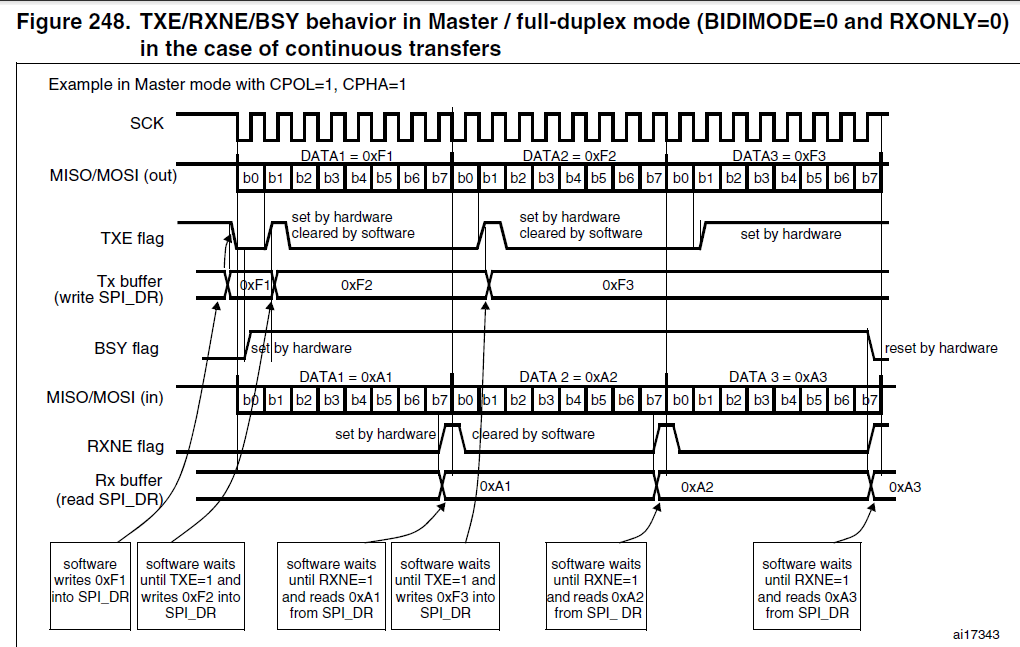 Figure 248. TXE/RXNE/BSY behavior in Master / full-duplex mode (BIDIMODE=0 and RXONLY=0)
in the case of continuous transfers
Example in Master mode with CPOL=1, CPHA=1
SCK
DATA1 = 0xF1 DATA2 = 0xF2 DATA3 = 0xF3
MISO/MOSI (out) b0 b1 b2 b3 b4 b5 b6 b7 b0 b1 b2 b3 b4 b5 b6 b7 b0 b1 b2 b3 b4 b5 b6 b7
set by hardware set by hardware
cleared by software cleared by software set by hardware
TXE flag
Tx buffer 0xF1 0xF2 0xF3
(write SPI_DR)
BSY flag set by hardware reset by hardware
DATA1 = 0xA1 DATA 2 = 0xA2 DATA 3 = 0xA3
MISO/MOSI (in) b0 b1 b2 b3 b4 b5 b6 b7 b0 b1 b2 b3 b4 b5 b6 b7 b0 b1 b2 b3 b4 b5 b6 b7
set by hardware cleared by software
RXNE flag
Rx buffer 0xA1 0xA2 0xA3
(read SPI_DR)
software
writes 0xF1
into SPI_DR
software waits
until TXE=1 and
writes 0xF2 into
SPI_DR
software waits
until RXNE=1
and reads 0xA1
from SPI_DR
software waits
until TXE=1 and
writes 0xF3 into
SPI_DR
software waits
until RXNE=1
and reads 0xA2
from SPI_ DR
software waits
until RXNE=1
and reads 0xA3
from SPI_DR
ai17343